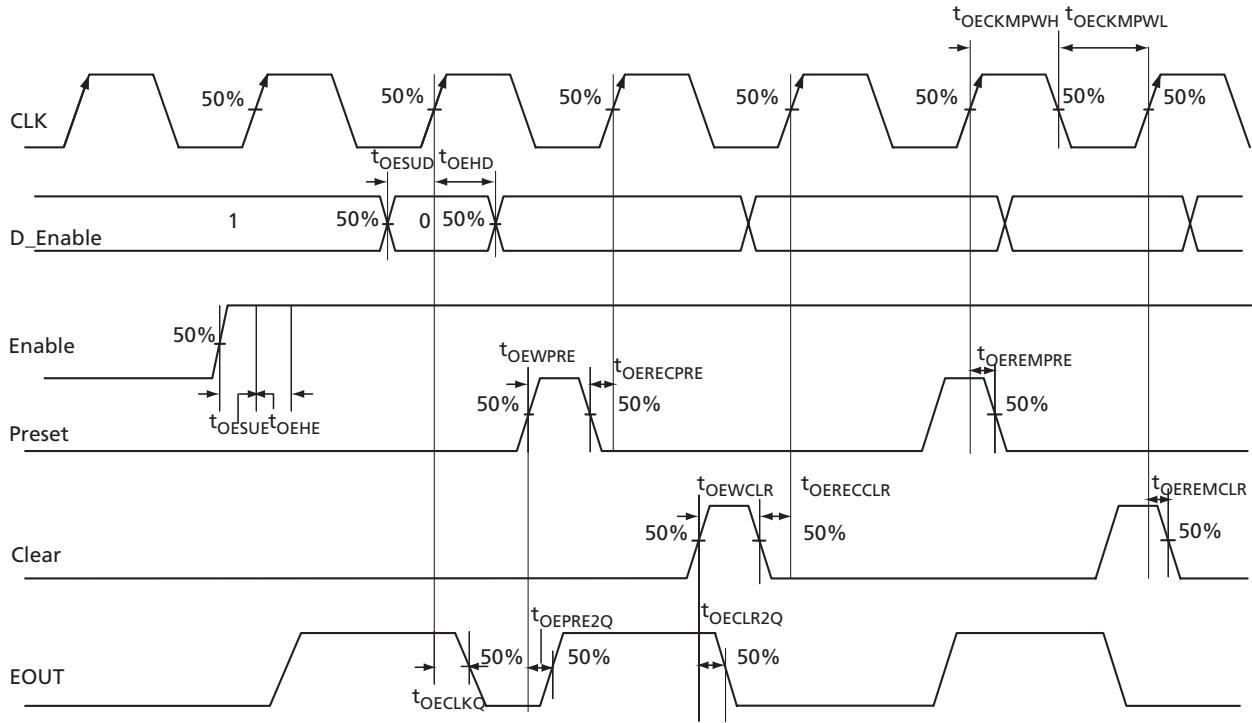 tOECKMPWH tOECKMPWL
CLK 50% 50% 50% 50% 50% 50% 50%
tOESUD tOEHD
D_Enable 1 50% 0 50%
Enable 50%
tOESUE tOEHE
tOEWPRE tOERECPRE tOEREMPRE
Preset 50% 50% 50%
tOEWCLR tOERECCLR tOEREMCLR
Clear 50% 50% 50%
tOEPRE2Q tOECLR2Q
EOUT 50% 50% 50%
tOECLKQ